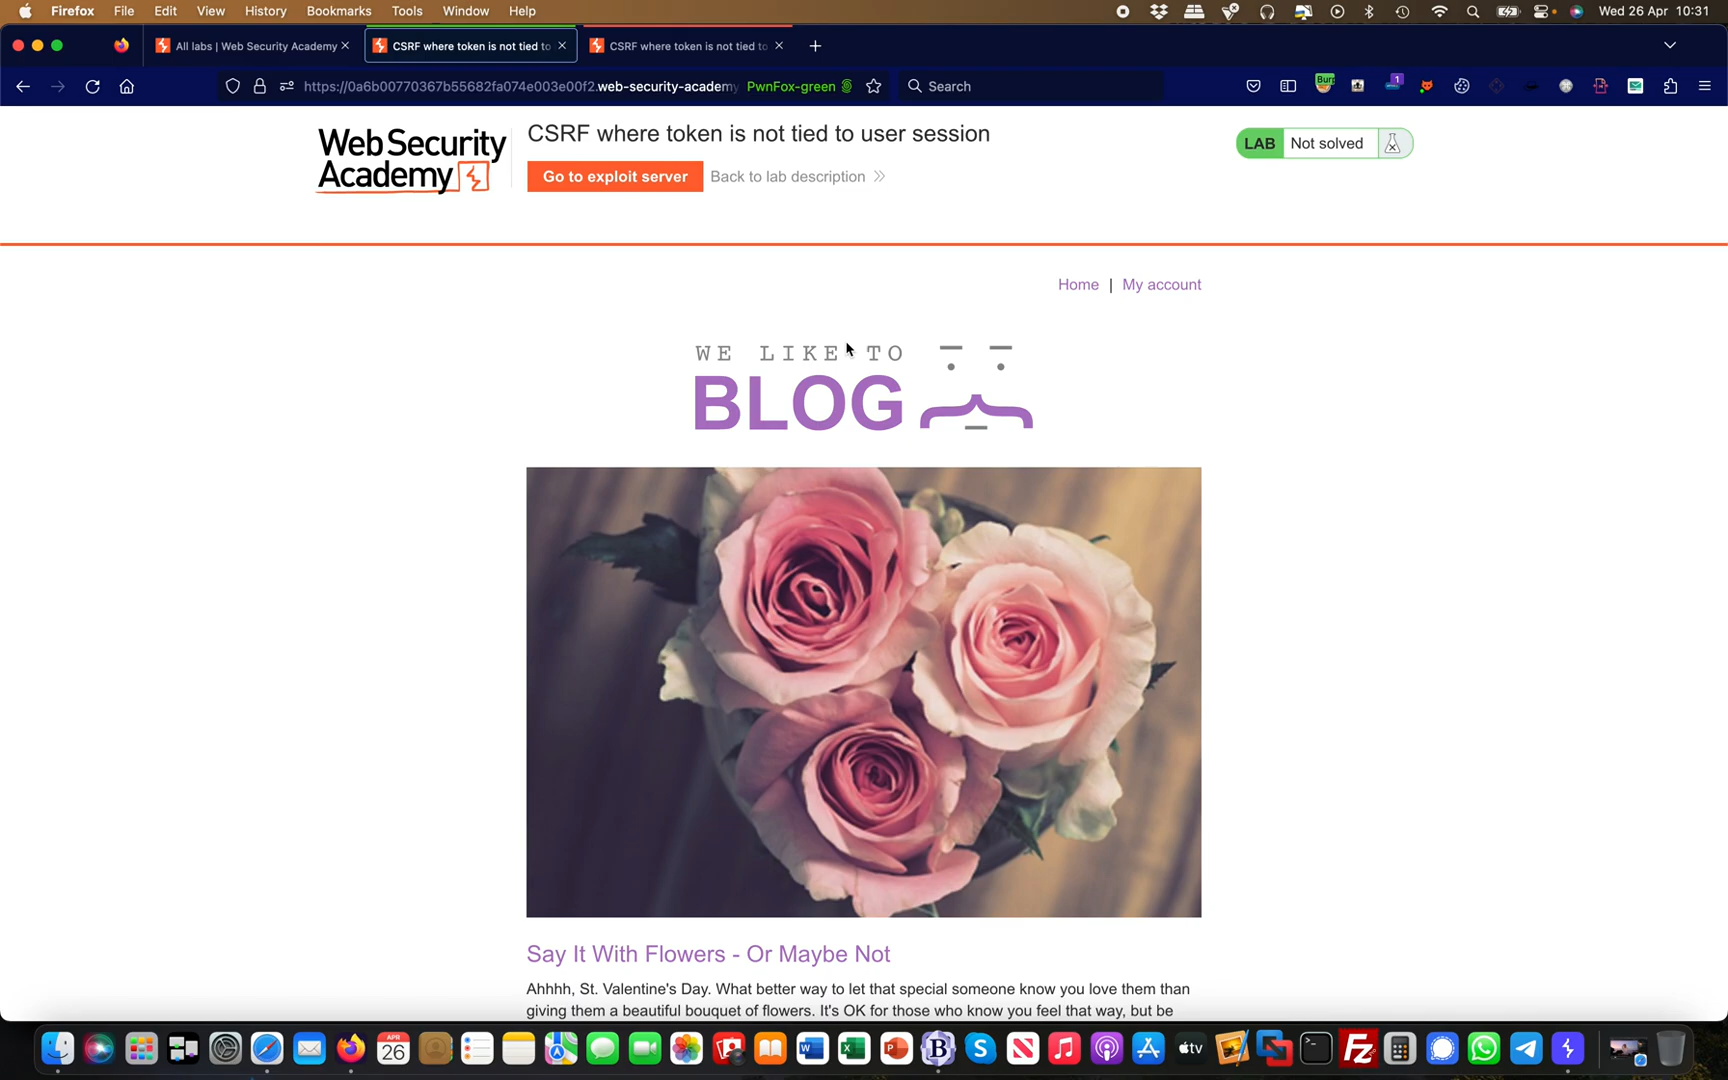 Firefox File Edit View History Bookmarks Tools Window Help Wed 26 Apr 10:31
All labs | Web Security Academy CSRF where token is not tied to CSRF where token is not tied to
https://0a6b00770367b55682fa074e003e00f2.web-security-academy PwnFox-green Search
Burp
1
Web Security
Academy
CSRF where token is not tied to user session
Go to exploit server Back to lab description
LAB Not solved
Home | My account
WE LIKE TO
BLOG
Say It With Flowers - Or Maybe Not
Ahhhh, St. Valentine's Day. What better way to let that special someone know you love them than
giving them a beautiful bouquet of flowers. It's OK for those who know you feel that way, but be
APR
26
tv